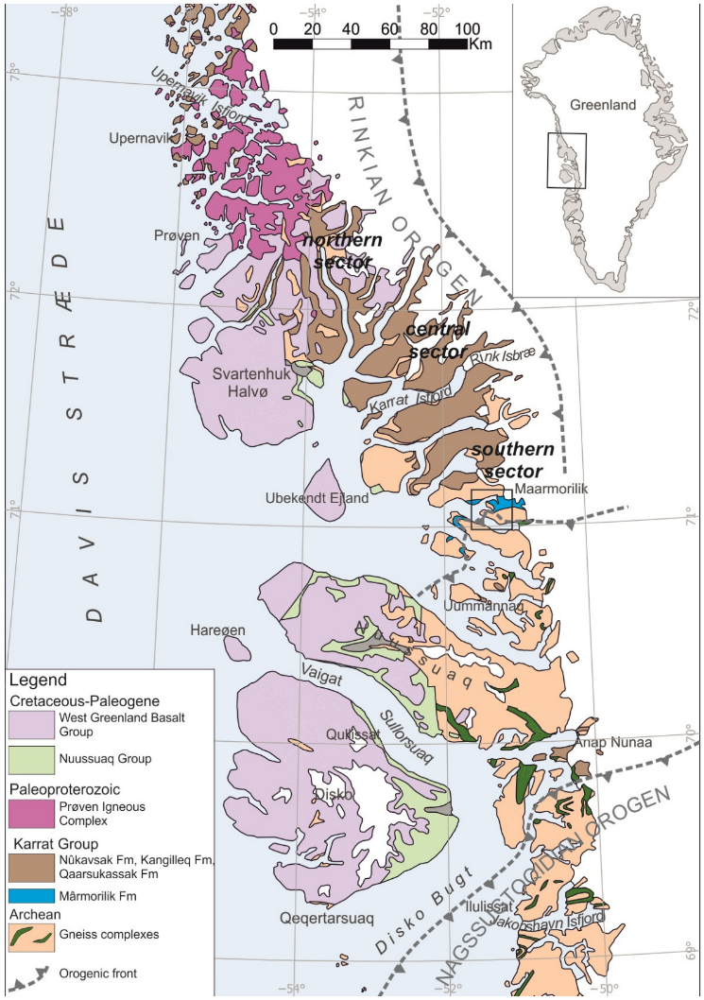 −58°
−54°
−52°
0 20 40 60 80 100
Km
Greenland
73°
Upernavik Isfjord
Upernavik
RINKIAN OROGEN
Prøven
northern
sector
72°
72°
central
sector
Rink Isbræ
Svartenhuk
Halvø
Karrat Isfjord
southern
sector
Maarmorilik
Ubekendt Ejland
71°
71°
DAVIS STRÆDE
Uummannaq
Hareøen
Nuussuaq
Vaigat
Sullorsuaq
Qullissat
70°
Anap Nunaa
Disko
NAGSSUGTOQIDIAN OROGEN
Disko Bugt
Ilulissat
Jakobshavn Isfjord
Qeqertarsuaq
69°
−54°
−52°
−50°
Legend
Cretaceous-Paleogene
West Greenland Basalt
Group
Nuussuaq Group
Paleoproterozoic
Prøven Igneous
Complex
Karrat Group
Nûkavsak Fm, Kangilleq Fm,
Qaarsukassak Fm
Mârmorilik Fm
Archean
Gneiss complexes
Orogenic front